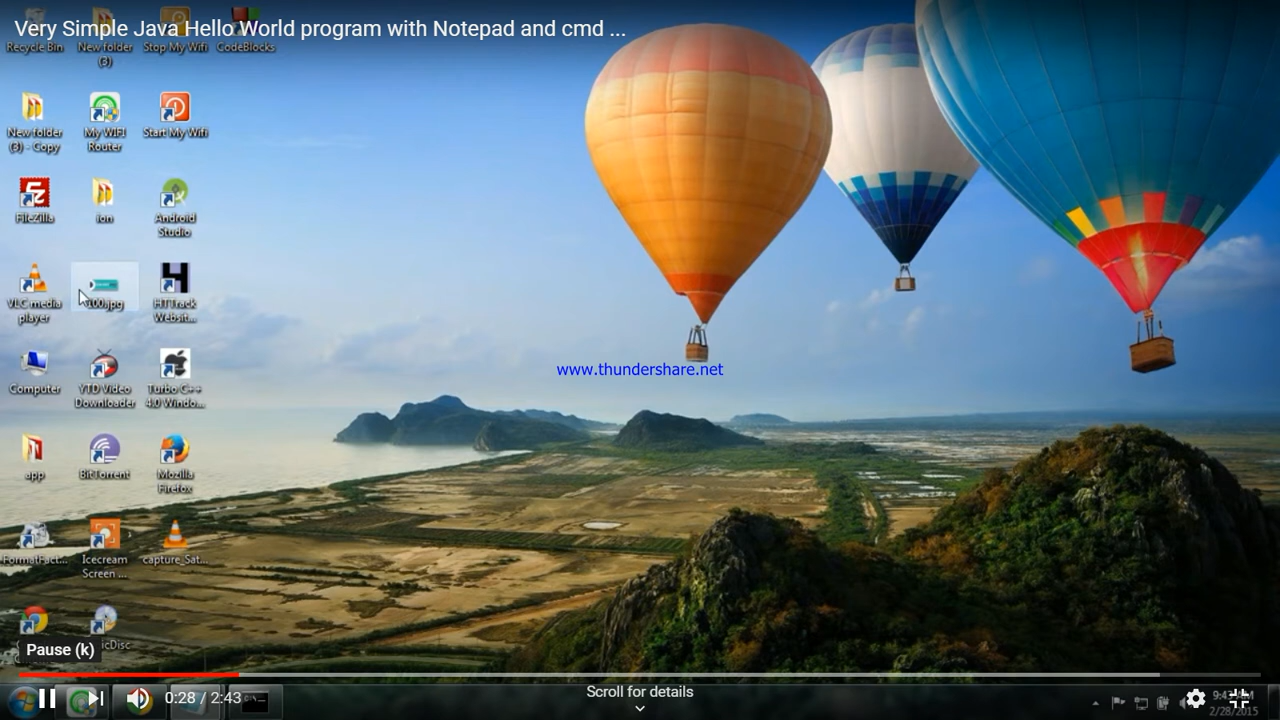 Very Simple Java Hello World program with Notepad and cmd ...
Recycle Bin
New folder
(3)
Stop My Wifi
CodeBlocks
New folder
(3) - Copy
My WIFI
Router
Start My Wifi
FileZilla
ion
Android
Studio
VLC media
player
100.jpg
HTTrack
Websit...
www.thundershare.net
Computer
YTD Video
Downloader
Turbo C++
4.0 Windo...
app
BitTorrent
Mozilla
Firefox
FormatFact...
Icecream
Screen ...
capture_Sat...
Pause (k)
0:28 / 2:43
Scroll for details
2/28/2015